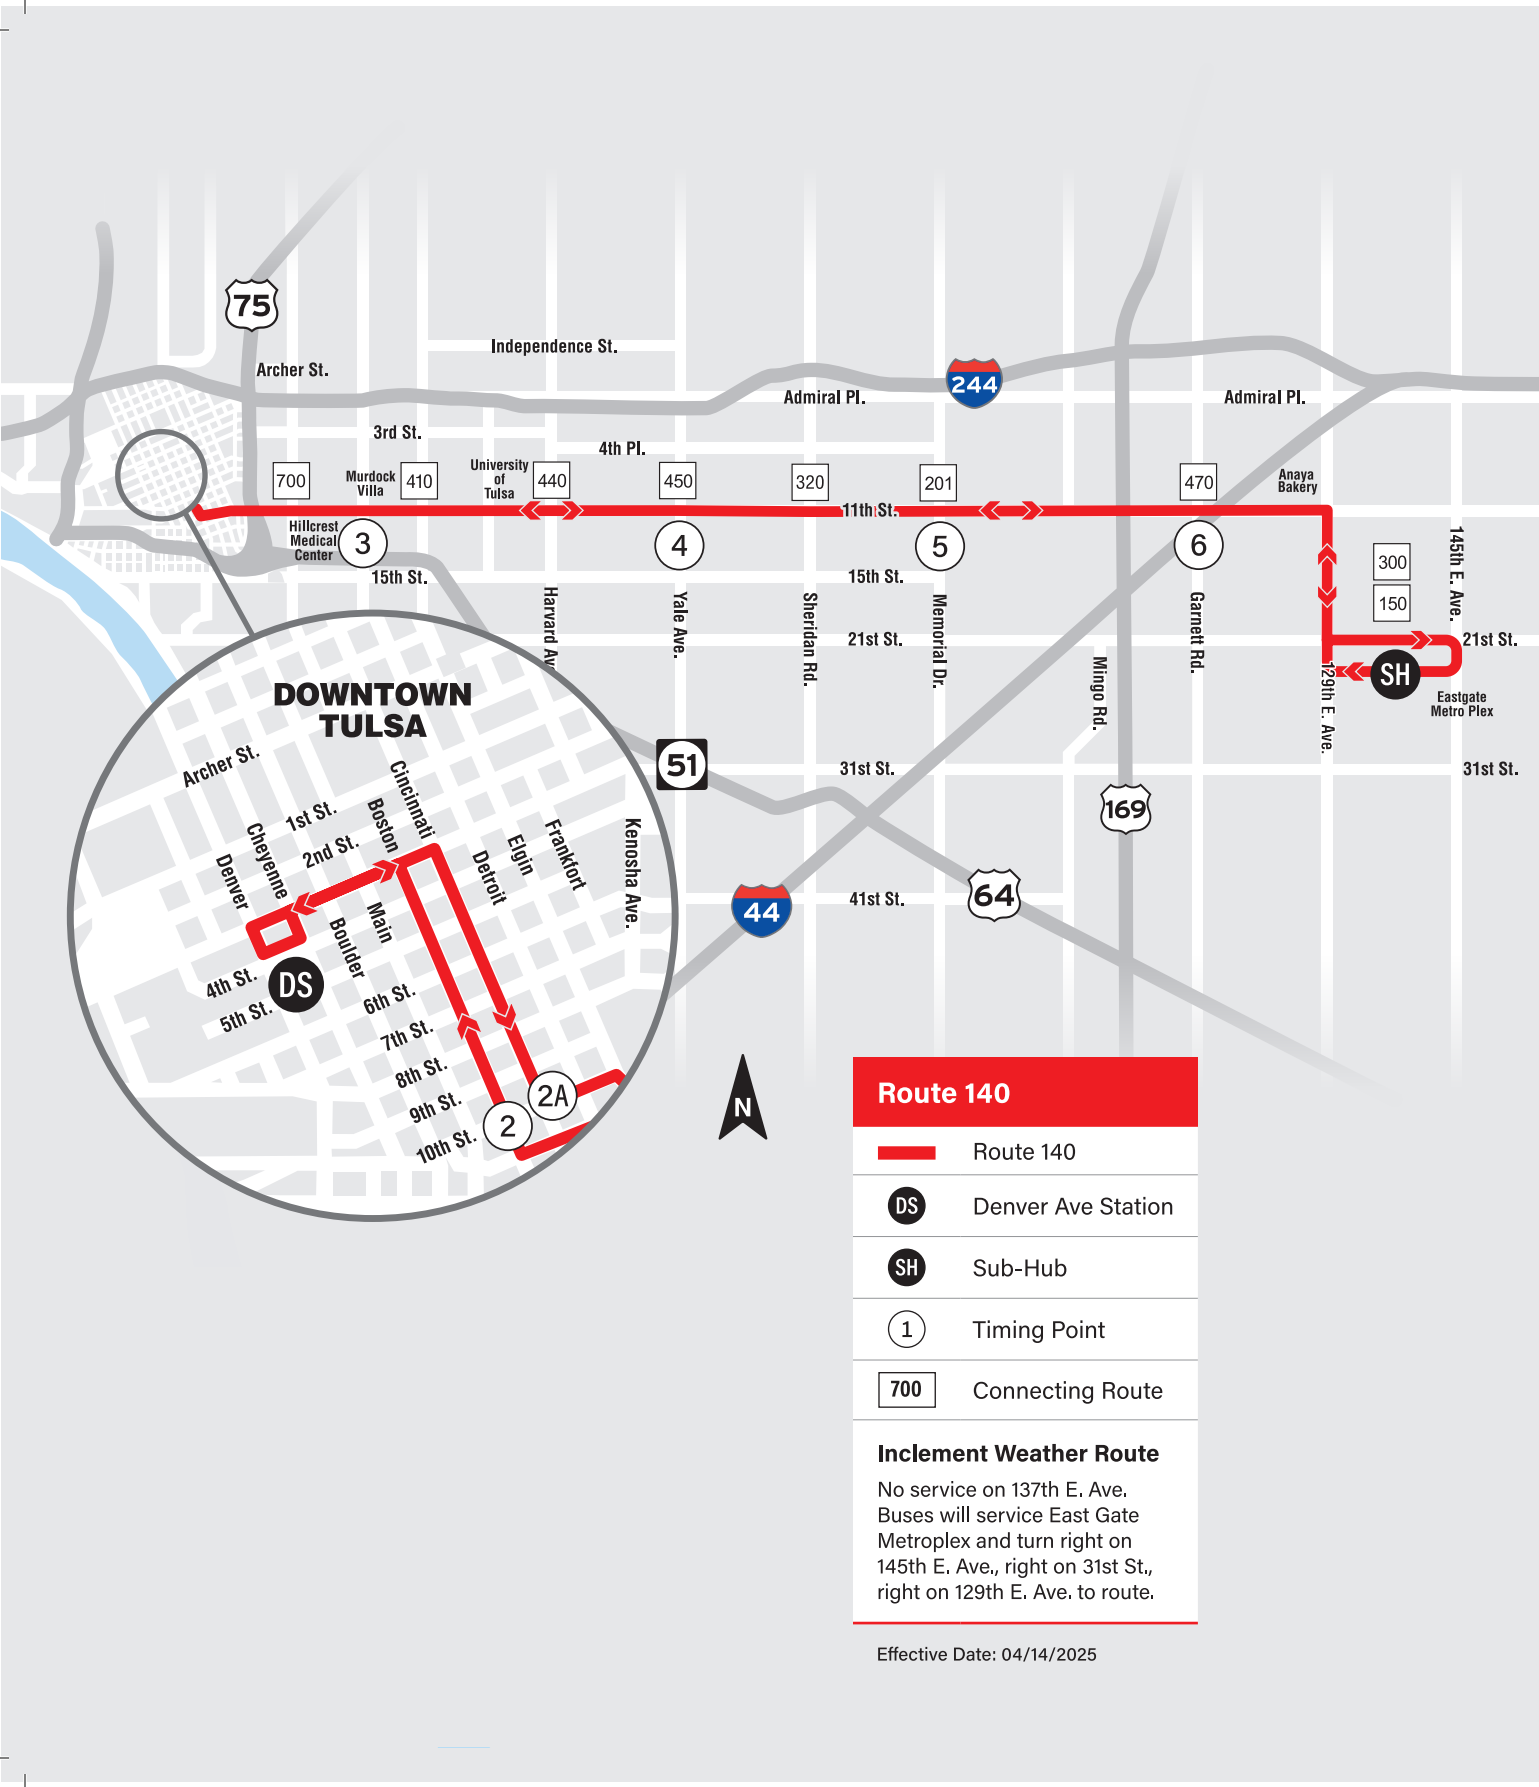 75
Independence St.
Archer St.
244
Admiral Pl.
Admiral Pl.
3rd St.
4th Pl.
700
Murdock
Villa
410
University
of
Tulsa
440
450
320
201
470
Anaya
Bakery
11th St.
Hillcrest
Medical
Center
3
4
5
6
145th E. Ave.
300
150
15th St.
15th St.
Harvard Av
Yale Ave.
Sheridan Rd.
Memorial Dr.
Garnett Rd.
21st St.
21st St.
Mingo Rd.
129th E. Ave.
SH
Eastgate
Metro Plex
51
31st St.
31st St.
169
44
41st St.
64
DOWNTOWN
TULSA
Archer St.
Cincinnati
1st St.
Boston
2nd St.
Cheyenne
Denver
Detroit
Elgin
Frankfort
Kenosha Ave.
Main
Boulder
4th St.
DS
5th St.
6th St.
7th St.
8th St.
9th St.
10th St.
2A
2
N
Route 140
Route 140
DS Denver Ave Station
SH Sub-Hub
1 Timing Point
700 Connecting Route
Inclement Weather Route
No service on 137th E. Ave.
Buses will service East Gate
Metroplex and turn right on
145th E. Ave., right on 31st St.,
right on 129th E. Ave. to route.
Effective Date: 04/14/2025